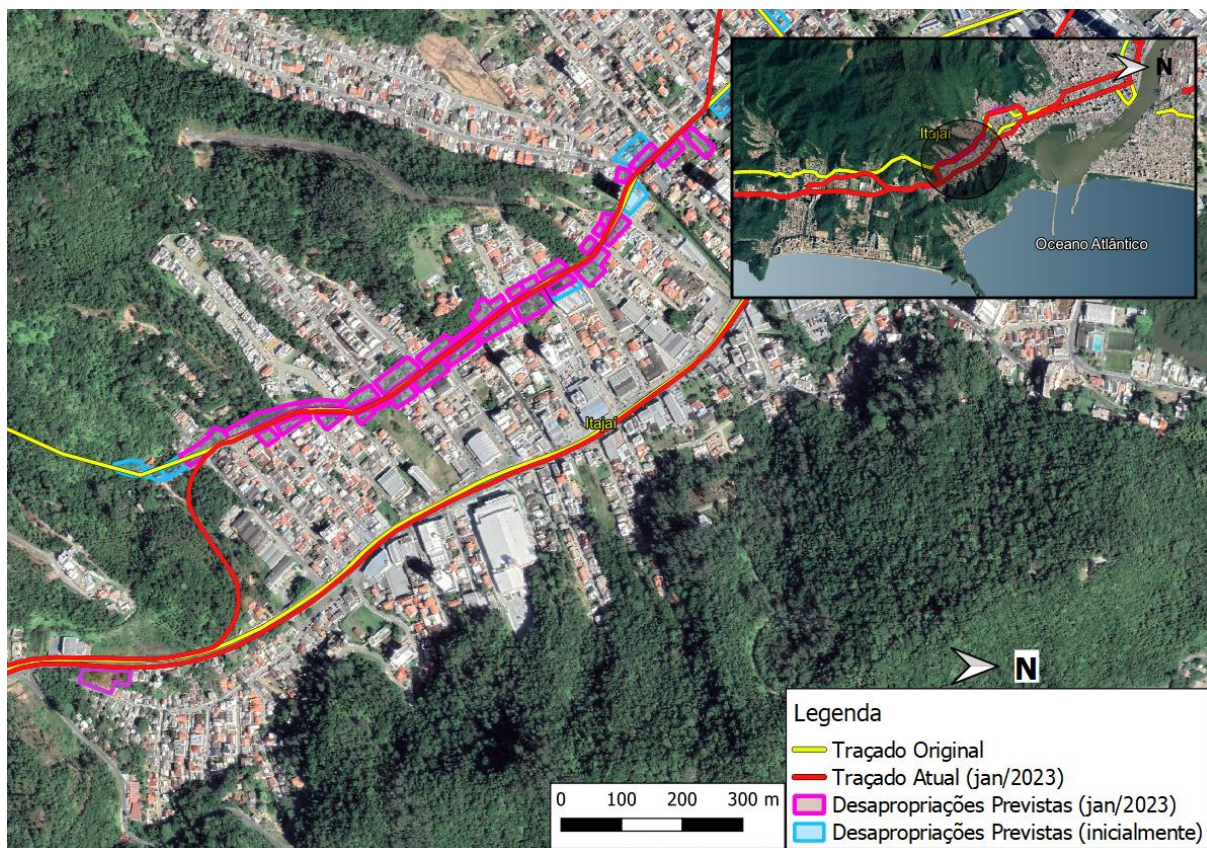 N
Itajaí
Oceano Atlântico
Itajaí
N
Legenda
Traçado Original
Traçado Atual (jan/2023)
Desapropriações Previstas (jan/2023)
Desapropriações Previstas (inicialmente)
0 100 200 300 m